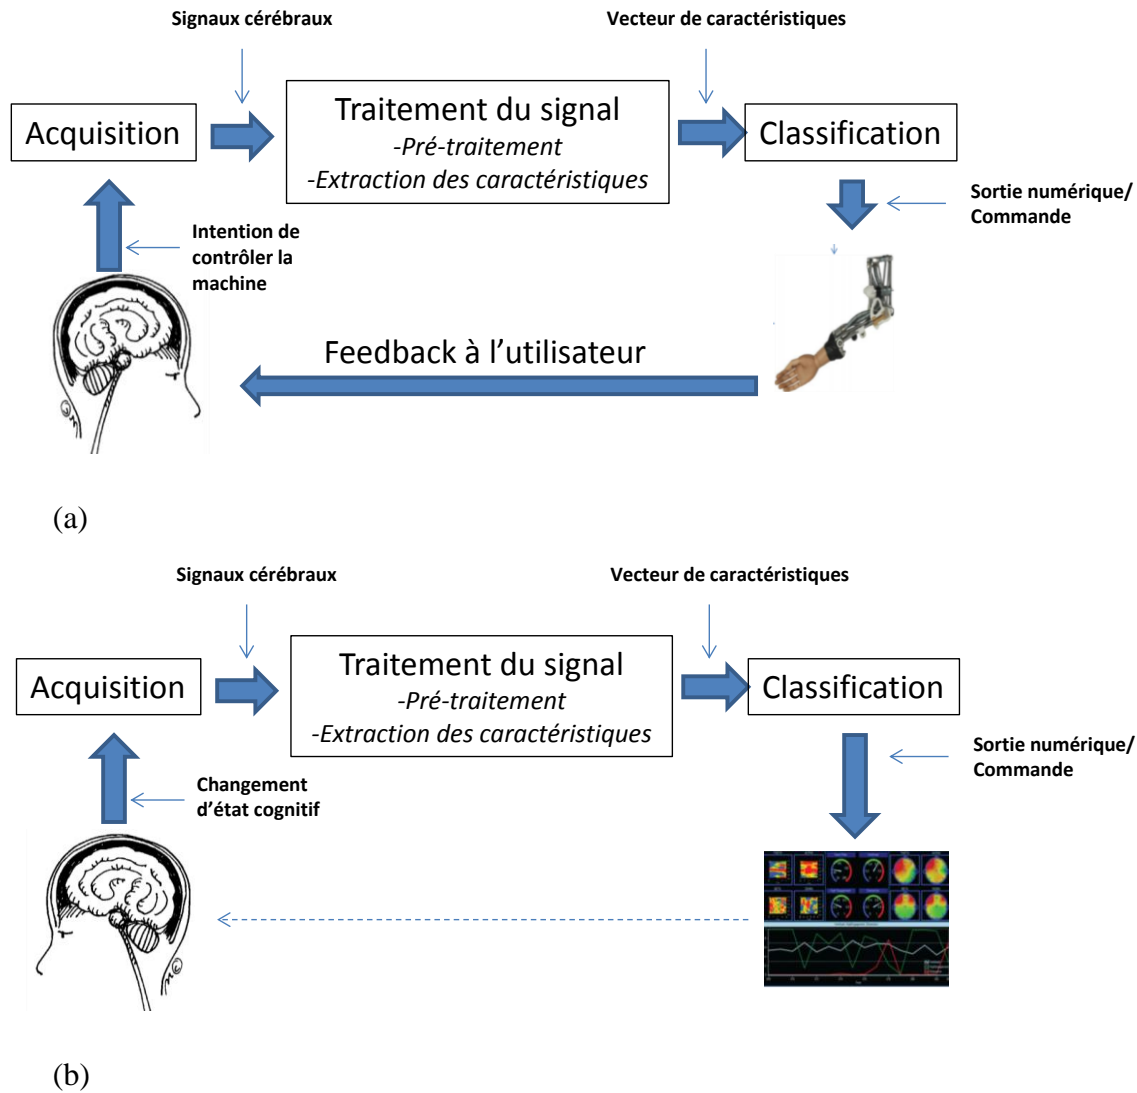 Signaux cérébraux
Vecteur de caractéristiques
Acquisition
Traitement du signal
-Pré-traitement
-Extraction des caractéristiques
Classification
Sortie numérique/
Commande
Intention de
contrôler la
machine
Feedback à l’utilisateur
(a)
Signaux cérébraux
Vecteur de caractéristiques
Acquisition
Traitement du signal
-Pré-traitement
-Extraction des caractéristiques
Classification
Sortie numérique/
Commande
Changement
d’état cognitif
(b)